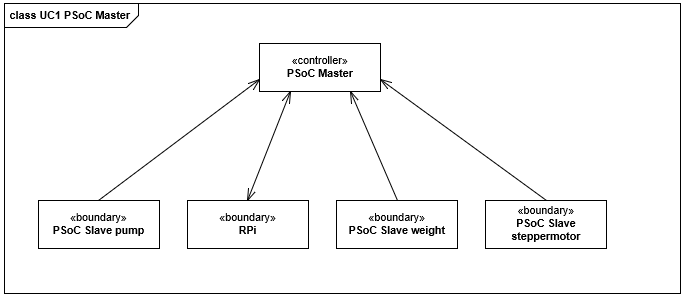 class UC1 PSoC Master
«controller»
PSoC Master
«boundary»
PSoC Slave pump
«boundary»
RPi
«boundary»
PSoC Slave weight
«boundary»
PSoC Slave
steppermotor